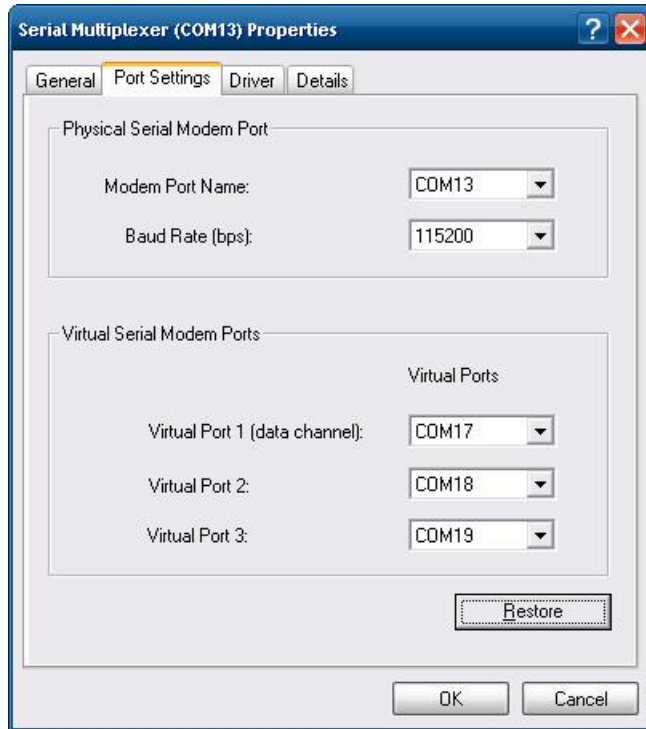 Serial Multiplexer (COM13) Properties
General Port Settings Driver Details
Physical Serial Modem Port
Modem Port Name: COM13
Baud Rate (bps): 115200
Virtual Serial Modem Ports
Virtual Ports
Virtual Port 1 (data channel): COM17
Virtual Port 2: COM18
Virtual Port 3: COM19
Restore
OK Cancel